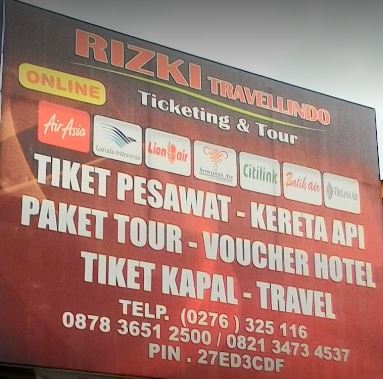 RIZKI TRAVELLINDO
ONLINE
Ticketing & Tour
AirAsia Garuda Indonesia Lion air Sriwijaya Air Citilink Batik air
TIKET PESAWAT - KERETA API
PAKET TOUR - VOUCHER HOTEL
TIKET KAPAL - TRAVEL
TELP. (0276 ) 325 116
0878 3651 2500 / 0821 3473 4537
PIN . 27ED3CDF